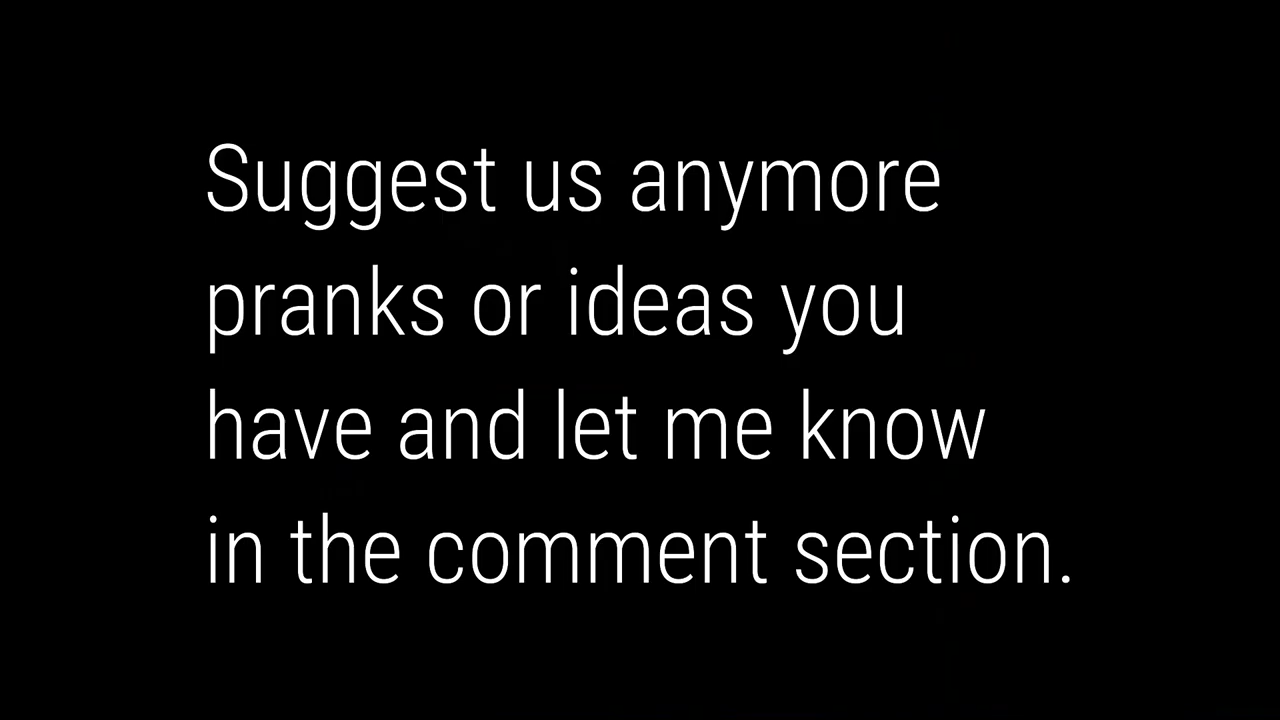 Suggest us anymore
pranks or ideas you
have and let me know
in the comment section.